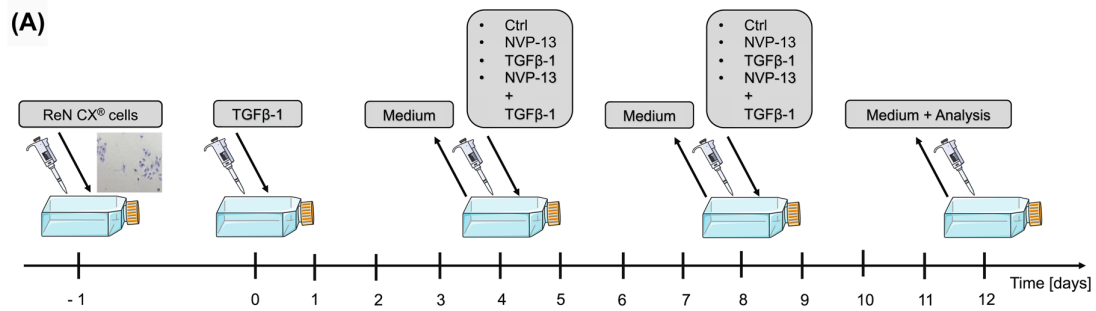 (A)
ReN CX® cells
TGFβ-1
Medium
• Ctrl
• NVP-13
• TGFβ-1
• NVP-13
+
TGFβ-1
Medium
• Ctrl
• NVP-13
• TGFβ-1
• NVP-13
+
TGFβ-1
Medium + Analysis
- 1
0
1
2
3
4
5
6
7
8
9
10
11
12
Time [days]